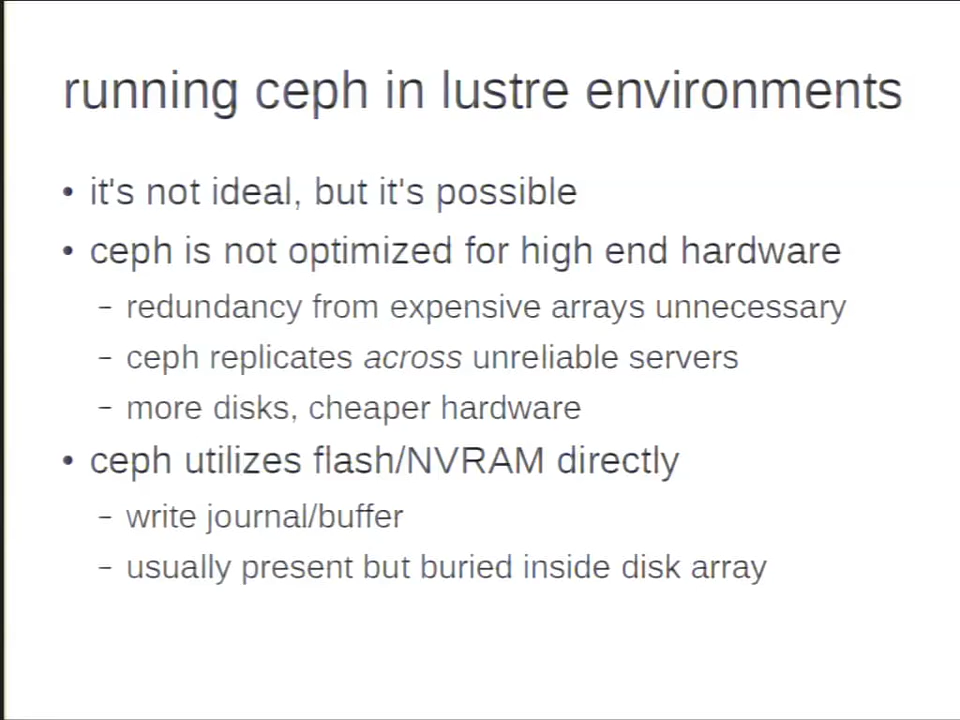 running ceph in lustre environments
• it's not ideal, but it's possible
• ceph is not optimized for high end hardware
– redundancy from expensive arrays unnecessary
– ceph replicates across unreliable servers
– more disks, cheaper hardware
• ceph utilizes flash/NVRAM directly
– write journal/buffer
– usually present but buried inside disk array